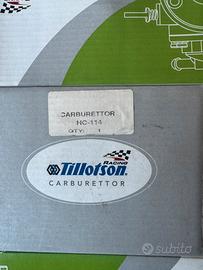 CARBURETTOR
HC-114
QTY: 1
RACING
Tillotson
CARBURETTOR
subito